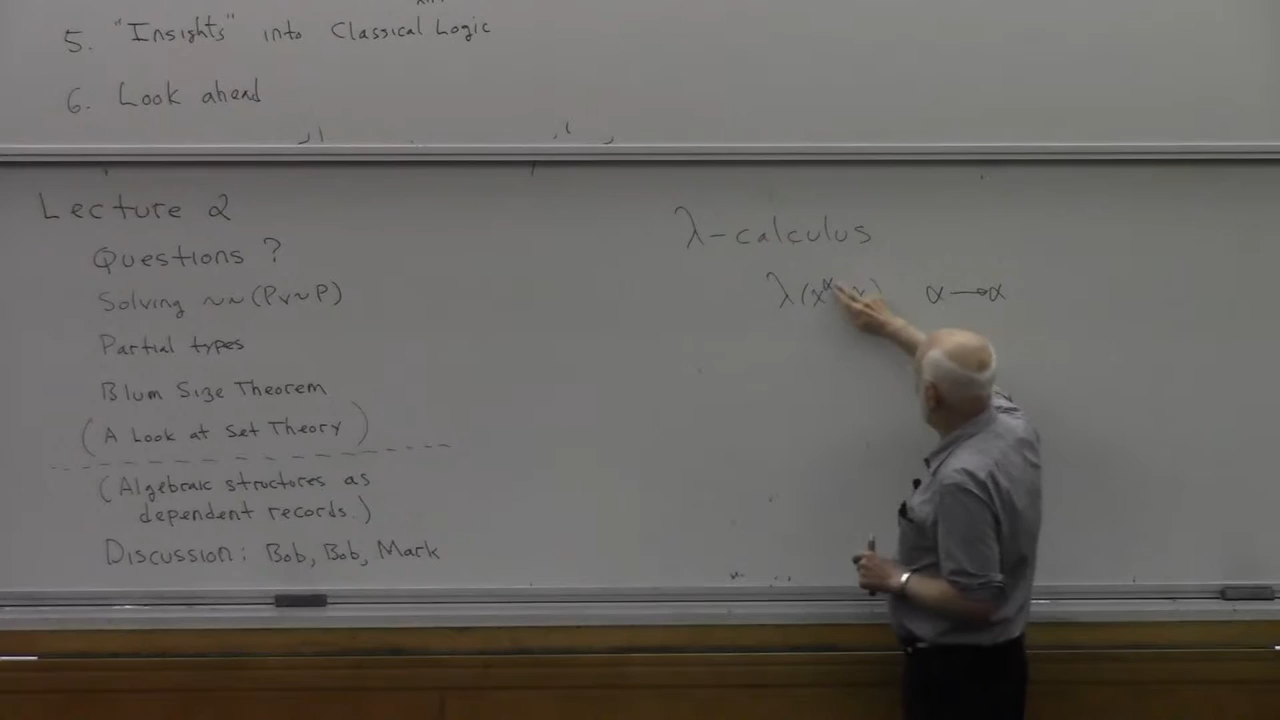 5. "Insights" into Classical Logic
6. Look ahead
Lecture 2
Questions ?
Solving ~~(Pv~P)
Partial types
Blum Size Theorem
(A Look at Set Theory)
(Algebraic structures as
dependent records.)
Discussion: Bob, Bob, Mark
λ-calculus
λ(x^α. x) α→α